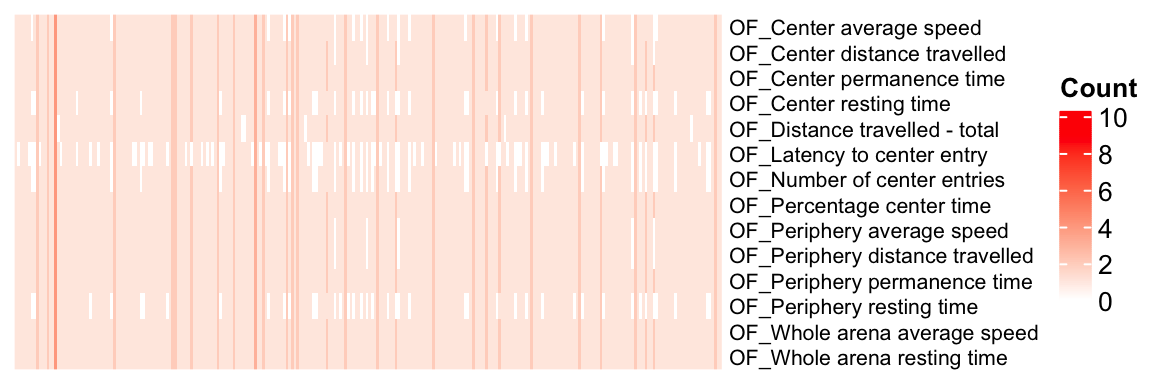 OF_Center average speed
OF_Center distance travelled
OF_Center permanence time
OF_Center resting time
OF_Distance travelled - total
OF_Latency to center entry
OF_Number of center entries
OF_Percentage center time
OF_Periphery average speed
OF_Periphery distance travelled
OF_Periphery permanence time
OF_Periphery resting time
OF_Whole arena average speed
OF_Whole arena resting time
Count
10
8
6
4
2
0